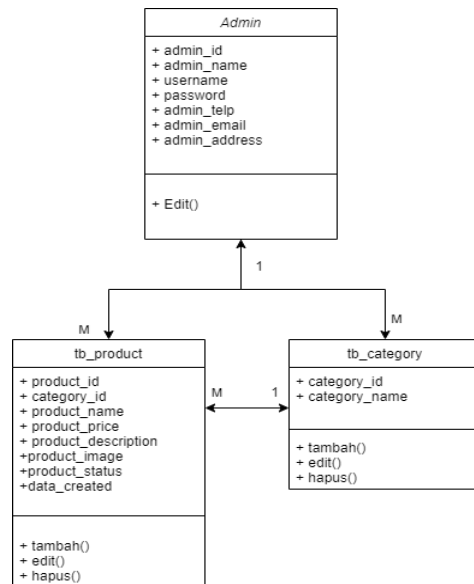 Admin
+ admin_id
+ admin_name
+ username
+ password
+ admin_telp
+ admin_email
+ admin_address
+ Edit()
1
M
M
tb_product
+ product_id
+ category_id
+ product_name
+ product_price
+ product_description
+product_image
+product_status
+data_created
+ tambah()
+ edit()
+ hapus()
M
1
tb_category
+ category_id
+ category_name
+ tambah()
+ edit()
+ hapus()